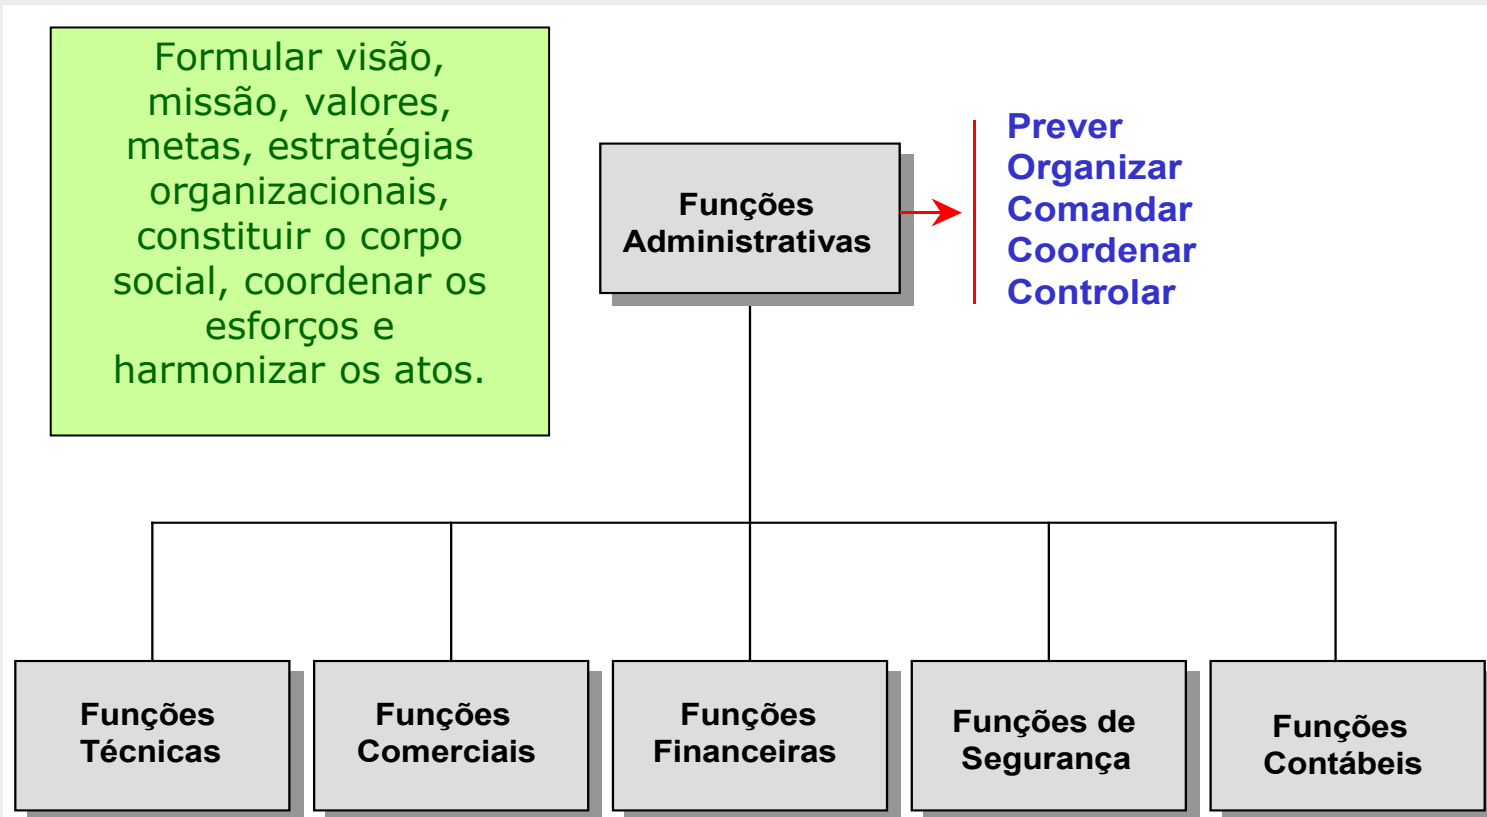 Formular visão,
missão, valores,
metas, estratégias
organizacionais,
constituir o corpo
social, coordenar os
esforços e
harmonizar os atos.
Funções
Administrativas
Prever
Organizar
Comandar
Coordenar
Controlar
Funções
Técnicas
Funções
Comerciais
Funções
Financeiras
Funções de
Segurança
Funções
Contábeis